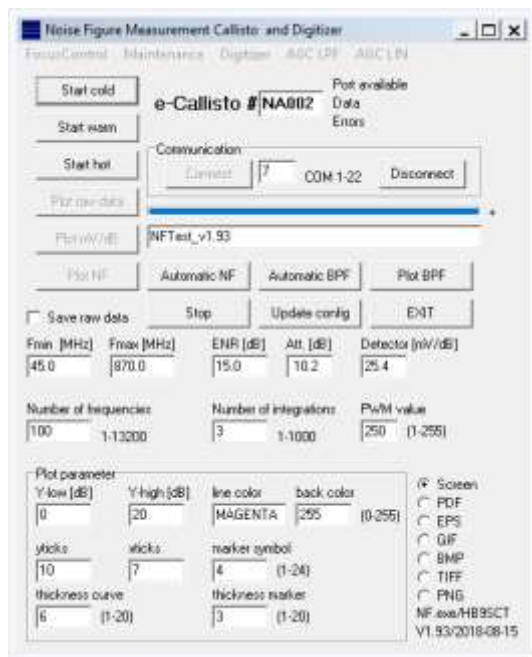 Noise Figure Measurement Callisto and Digitizer
FocusControl Maintenance Digitizer AGC LPF AGC LIN
Start cold
e-Callisto # NA002
Port available
Data
Errors
Start warm
Start hot
Communication
Connect 7 COM 1-22 Disconnect
Plot raw data
Plot mV/dB NFTest_v1.93
Plot NF Automatic NF Automatic BPF Plot BPF
Save raw data Stop Update config EXIT
Fmin [MHz] Fmax [MHz] ENR [dB] Att. [dB] Detector [mV/dB]
45.0 870.0 15.0 10.2 25.4
Number of frequencies Number of integrations PWM value
100 1-13200 3 1-1000 250 (1-255)
Plot parameter
Y-low [dB] Y-high [dB] line color back color
0 20 MAGENTA 255 (0-255)
yticks xticks marker symbol
10 7 4 (1-24)
thickness curve thickness marker
6 (1-20) 3 (1-20)
Screen
PDF
EPS
GIF
BMP
TIFF
PNG
NF.exe/HB9SCT
V1.93/2018-08-15